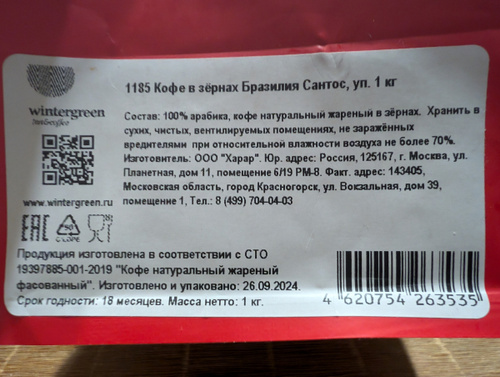 1185 Кофе в зёрнах Бразилия Сантос, уп. 1 кг
wintergreen
Состав: 100% арабика, кофе натуральный жареный в зёрнах. Хранить в
сухих, чистых, вентилируемых помещениях, не заражённых
вредителями при относительной влажности воздуха не более 70%.
Изготовитель: ООО "Харар". Юр. адрес: Россия, 125167, г. Москва, ул.
Планетная, дом 11, помещение 6/19 РМ-8. Факт. адрес: 143405,
Московская область, город Красногорск, ул. Вокзальная, дом 39,
помещение 1, Тел.: 8 (499) 704-04-03
www.wintergreen.ru
EAC
Продукция изготовлена в соответствии с СТО
19397885-001-2019 "Кофе натуральный жареный
фасованный". Изготовлено и упаковано: 26.09.2024.
Срок годности: 18 месяцев. Масса нетто: 1 кг.
4 620754 263535